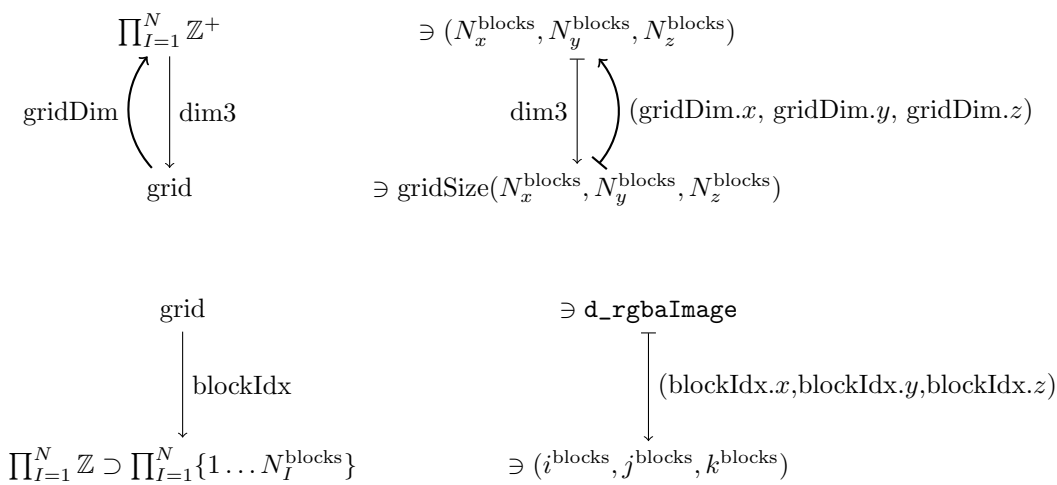 ∏_{I=1}^{N} ℤ⁺ ∋ (N_x^{blocks}, N_y^{blocks}, N_z^{blocks})
gridDim dim3 dim3 (gridDim.x, gridDim.y, gridDim.z)
grid ∋ gridSize(N_x^{blocks}, N_y^{blocks}, N_z^{blocks})
grid ∋ d_rgbaImage
blockIdx (blockIdx.x,blockIdx.y,blockIdx.z)
∏_{I=1}^{N} ℤ ⊃ ∏_{I=1}^{N} {1 … N_I^{blocks}} ∋ (i^{blocks}, j^{blocks}, k^{blocks})